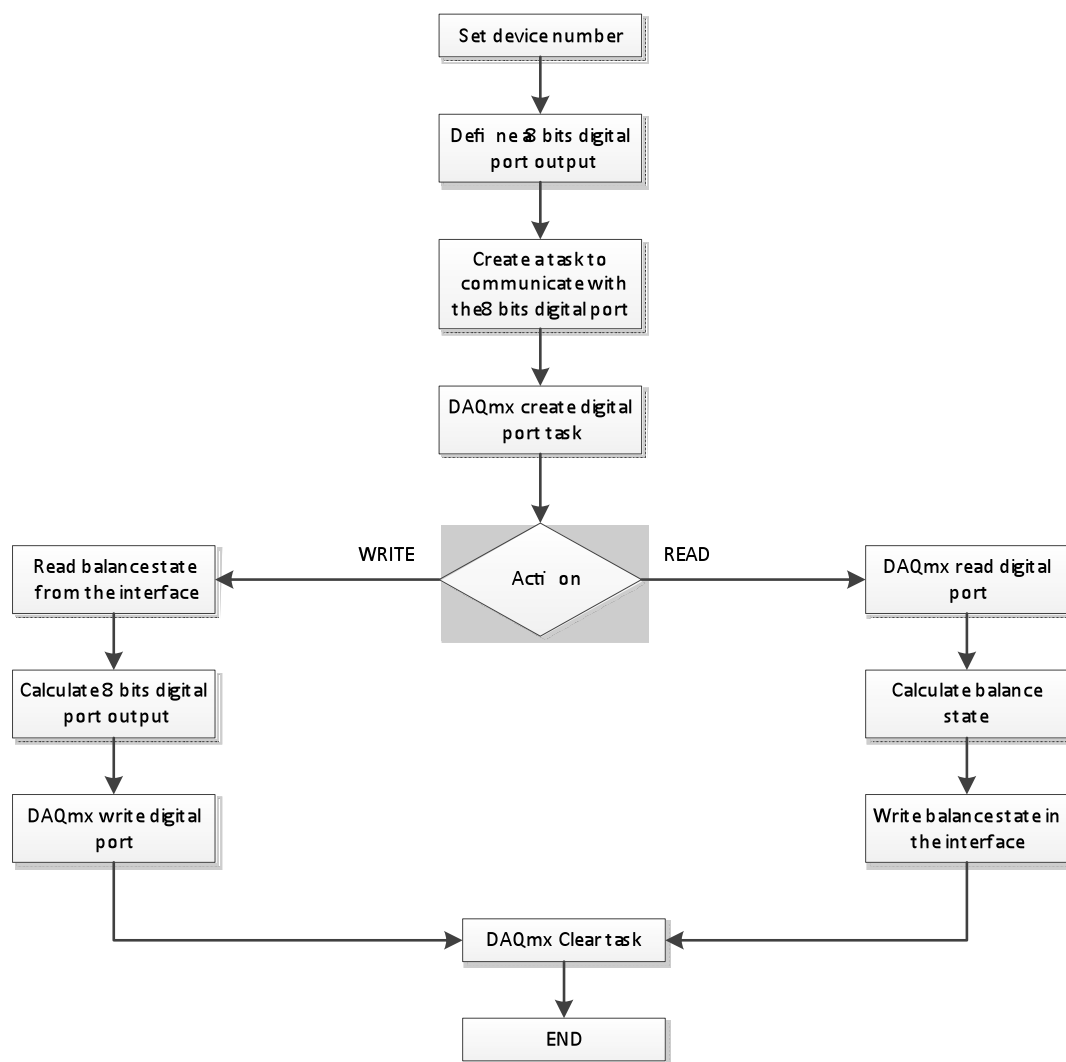 Set device number
Define a 8 bits digital
port output
Create a task to
communicate with
the 8 bits digital port
DAQmx create digital
port task
WRITE
Action
READ
Read balance state
from the interface
DAQmx read digital
port
Calculate 8 bits digital
port output
Calculate balance
state
DAQmx write digital
port
Write balance state in
the interface
DAQmx Clear task
END